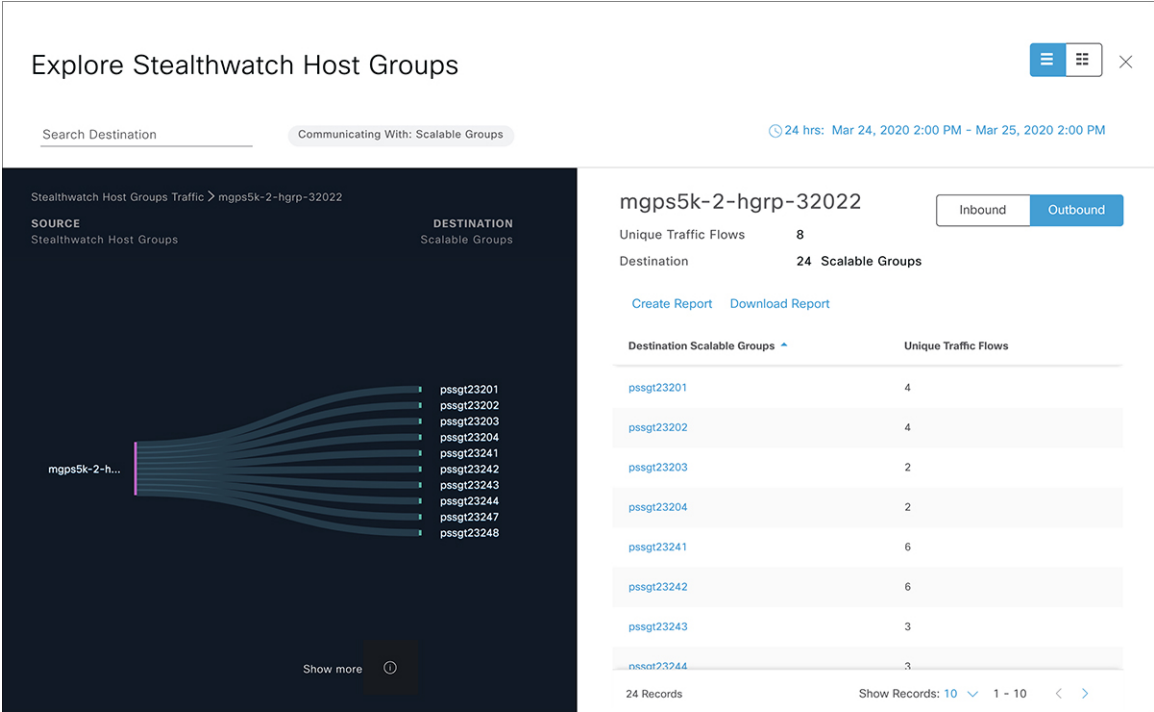 Explore Stealthwatch Host Groups
Search Destination
Communicating With: Scalable Groups
24 hrs: Mar 24, 2020 2:00 PM - Mar 25, 2020 2:00 PM
Stealthwatch Host Groups Traffic > mgps5k-2-hgrp-32022
SOURCE DESTINATION
Stealthwatch Host Groups Scalable Groups
pssgt23201
pssgt23202
pssgt23203
pssgt23204
pssgt23241
mgps5k-2-h... pssgt23242
pssgt23243
pssgt23244
pssgt23247
pssgt23248
Show more
mgps5k-2-hgrp-32022
Inbound Outbound
Unique Traffic Flows 8
Destination 24 Scalable Groups
Create Report Download Report
Destination Scalable Groups Unique Traffic Flows
pssgt23201 4
pssgt23202 4
pssgt23203 2
pssgt23204 2
pssgt23241 6
pssgt23242 6
pssgt23243 3
pssgt23244 3
24 Records Show Records: 10 1 - 10